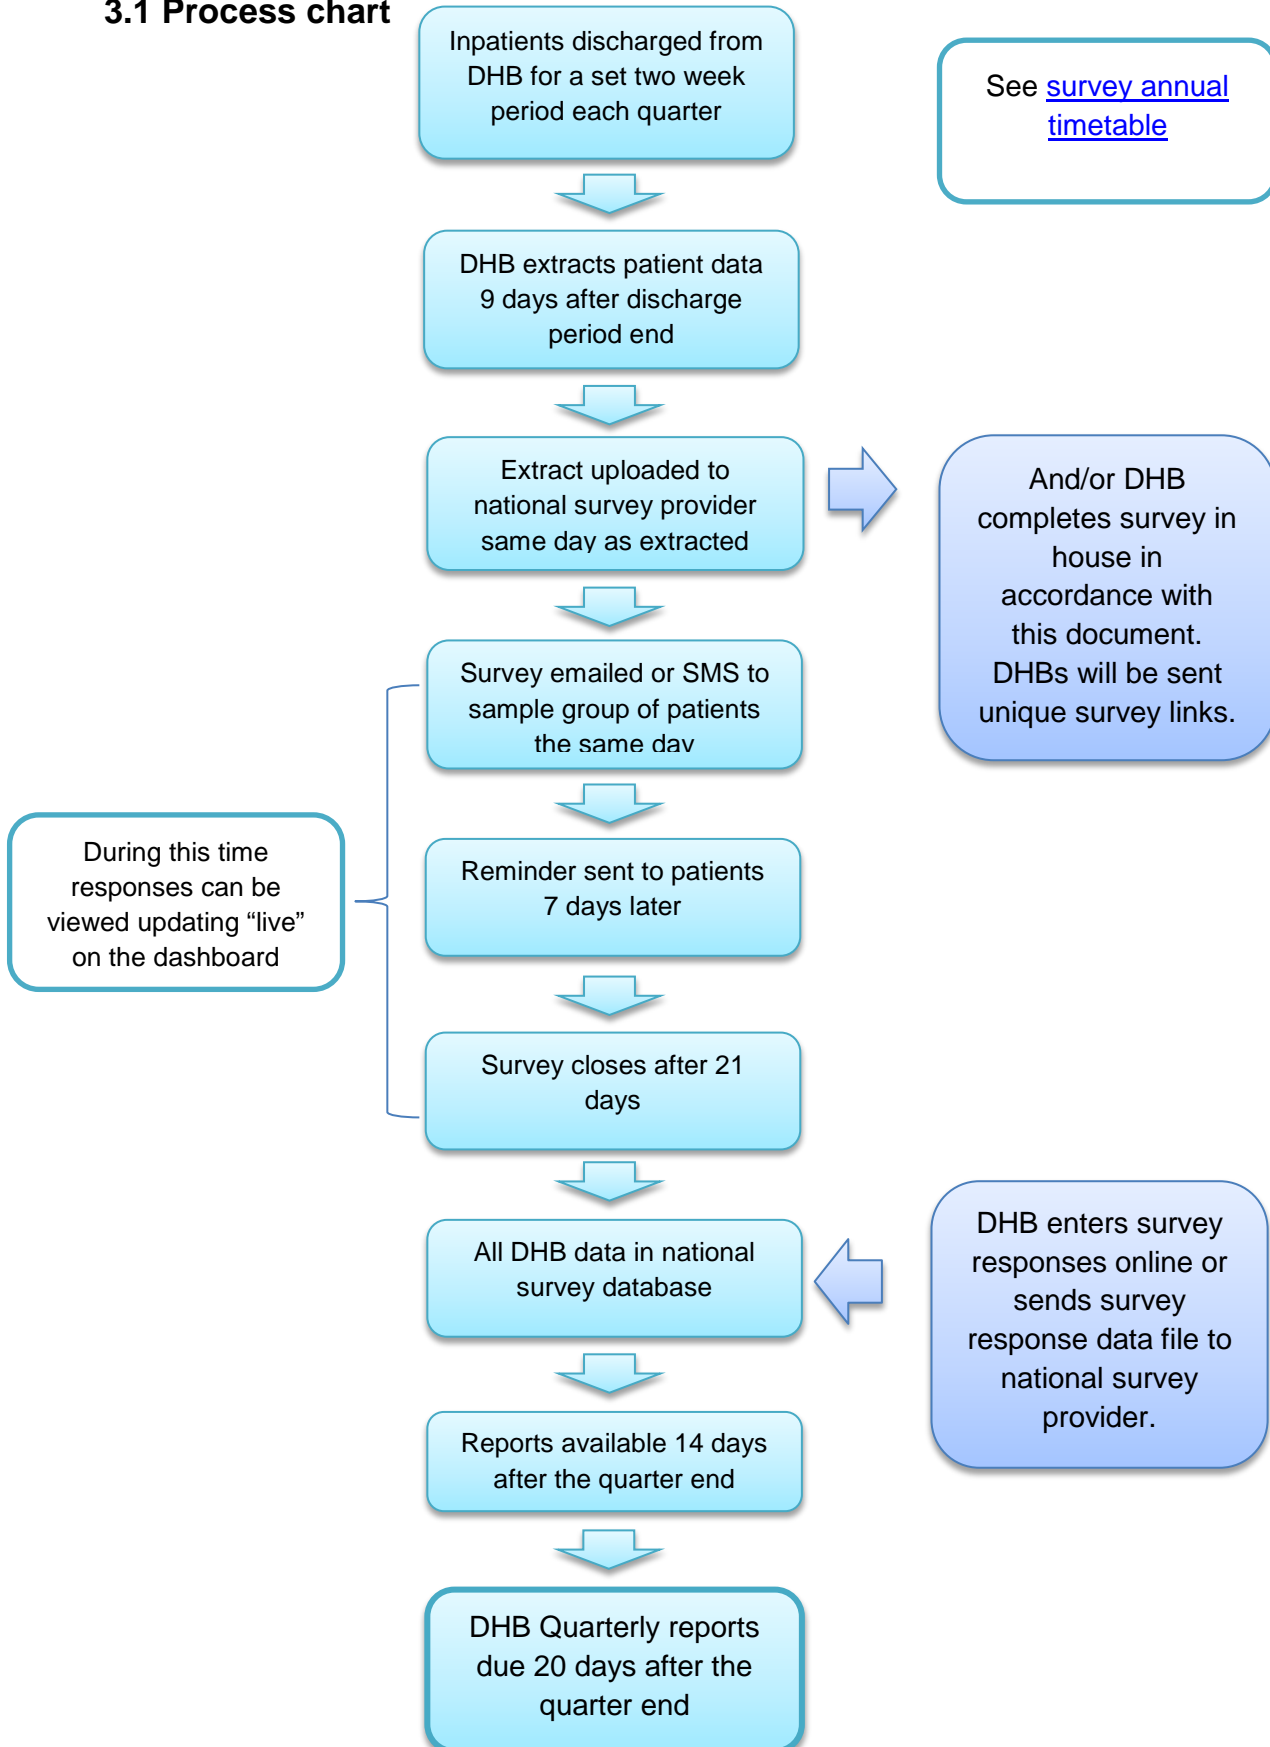 3.1 Process chart
Inpatients discharged from
DHB for a set two week
period each quarter
See survey annual
timetable
DHB extracts patient data
9 days after discharge
period end
Extract uploaded to
national survey provider
same day as extracted
And/or DHB
completes survey in
house in
accordance with
this document.
DHBs will be sent
unique survey links.
Survey emailed or SMS to
sample group of patients
the same day
During this time
responses can be
viewed updating “live”
on the dashboard
Reminder sent to patients
7 days later
Survey closes after 21
days
All DHB data in national
survey database
DHB enters survey
responses online or
sends survey
response data file to
national survey
provider.
Reports available 14 days
after the quarter end
DHB Quarterly reports
due 20 days after the
quarter end